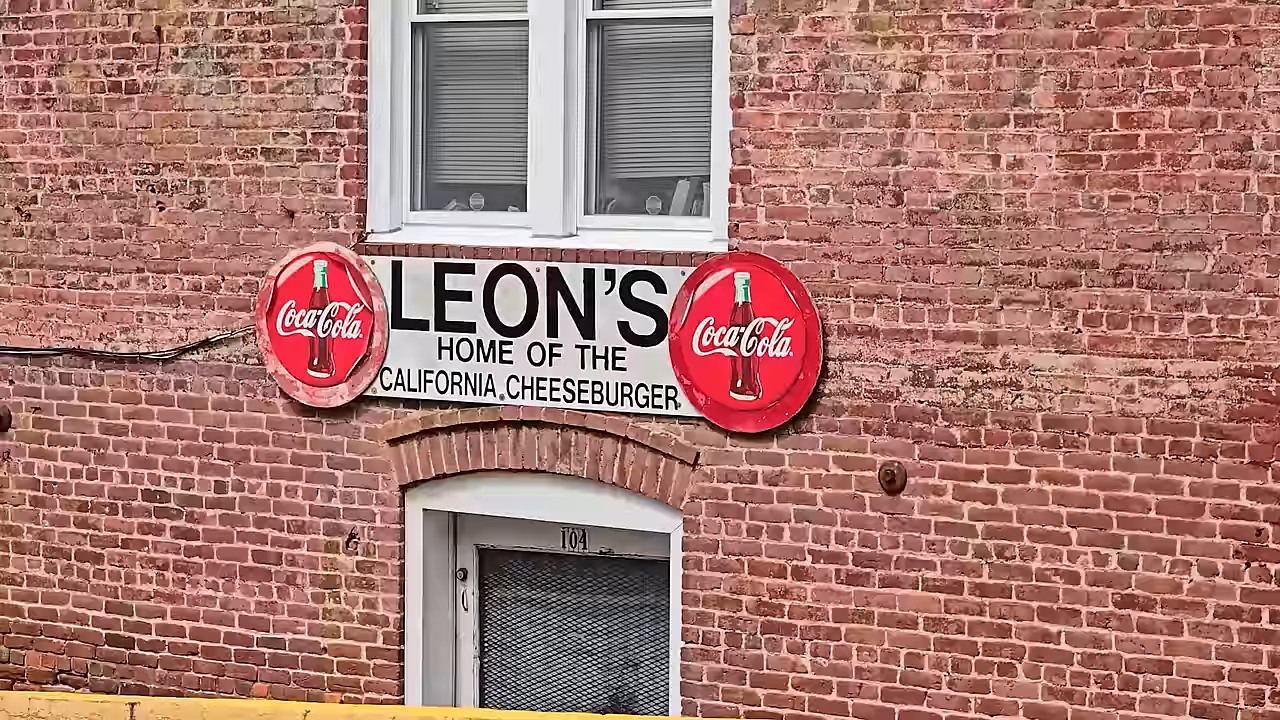 LEON'S
Coca-Cola
Coca-Cola
HOME OF THE
CALIFORNIA CHEESEBURGER
104